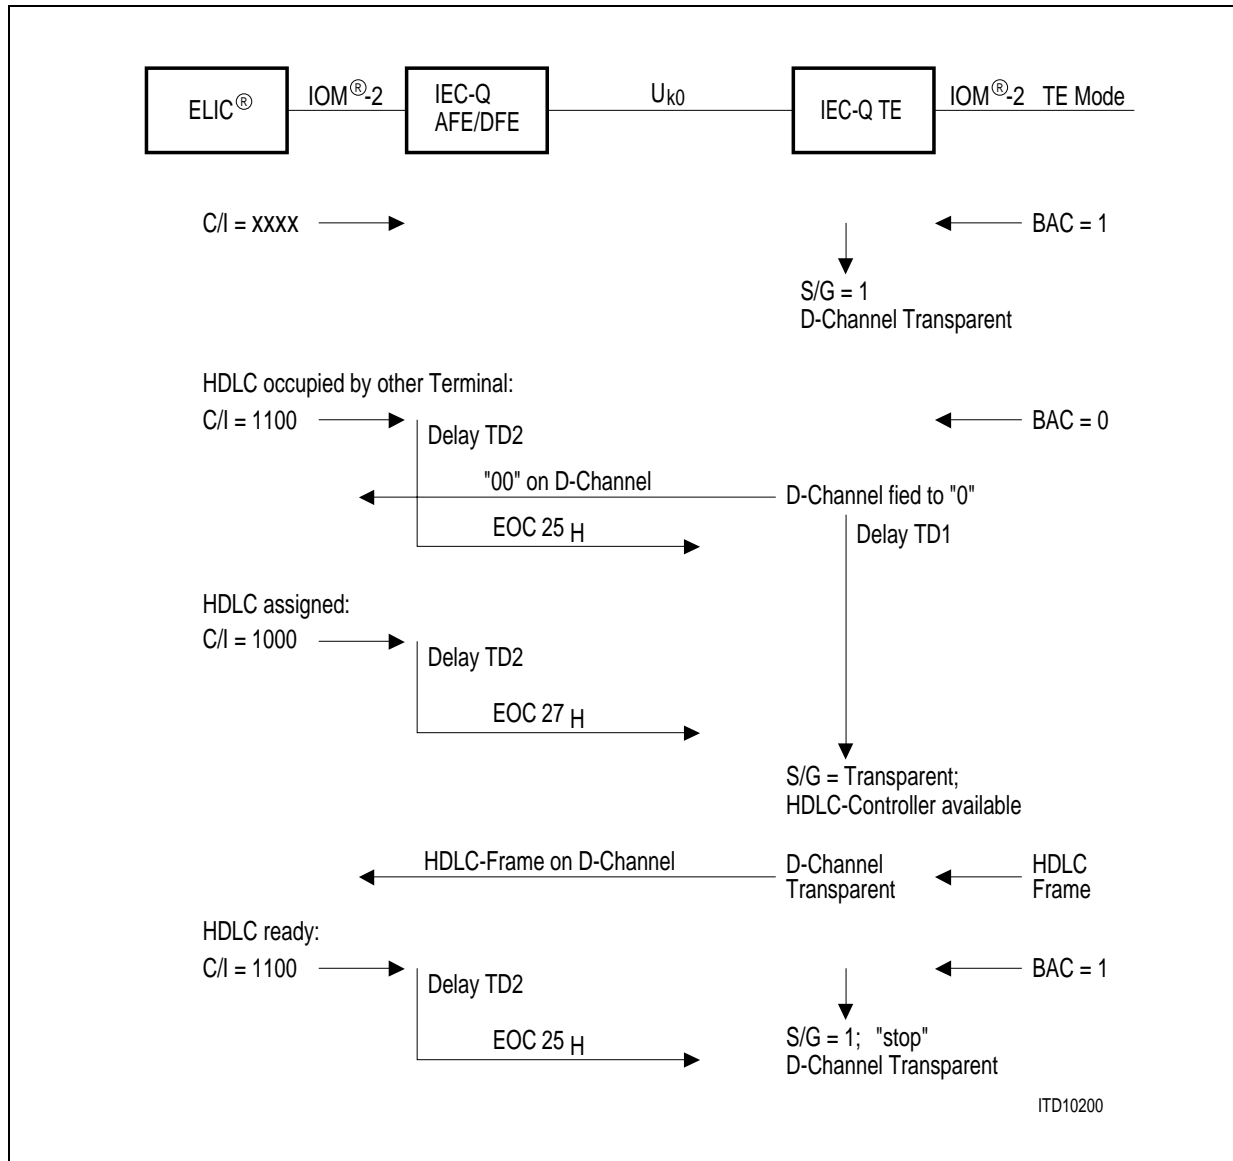 ELIC® IOM®-2 IEC-Q AFE/DFE Uk0 IEC-Q TE IOM®-2 TE Mode
C/I = XXXX BAC = 1
S/G = 1
D-Channel Transparent
HDLC occupied by other Terminal:
C/I = 1100 BAC = 0
Delay TD2
"00" on D-Channel D-Channel fied to "0"
EOC 25 H Delay TD1
HDLC assigned:
C/I = 1000
Delay TD2
EOC 27 H
S/G = Transparent;
HDLC-Controller available
HDLC-Frame on D-Channel D-Channel HDLC
Transparent Frame
HDLC ready:
C/I = 1100 BAC = 1
Delay TD2
EOC 25 H S/G = 1; "stop"
D-Channel Transparent
ITD10200